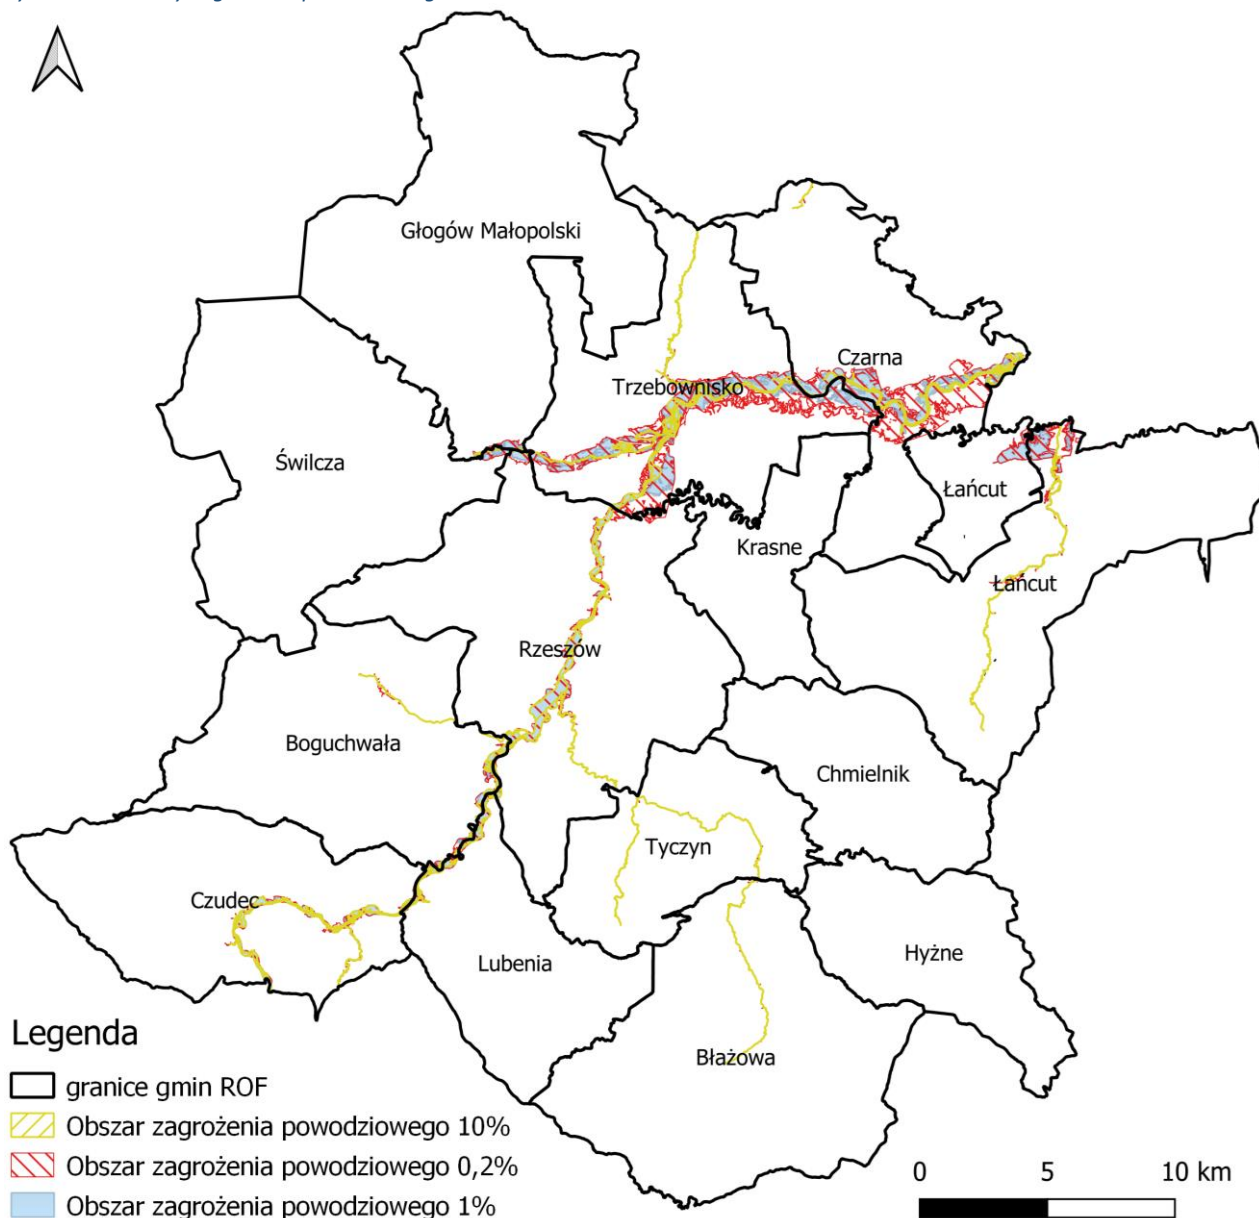 Głogów Małopolski
Czarna
Trzebownisko
Świlcza
Łańcut
Krasne
Łańcut
Rzeszów
Boguchwała
Chmielnik
Tyczyn
Czudec
Lubenia
Hyżne
Błażowa
Legenda
granice gmin ROF
Obszar zagrożenia powodziowego 10%
Obszar zagrożenia powodziowego 0,2%
Obszar zagrożenia powodziowego 1%
0 5 10 km